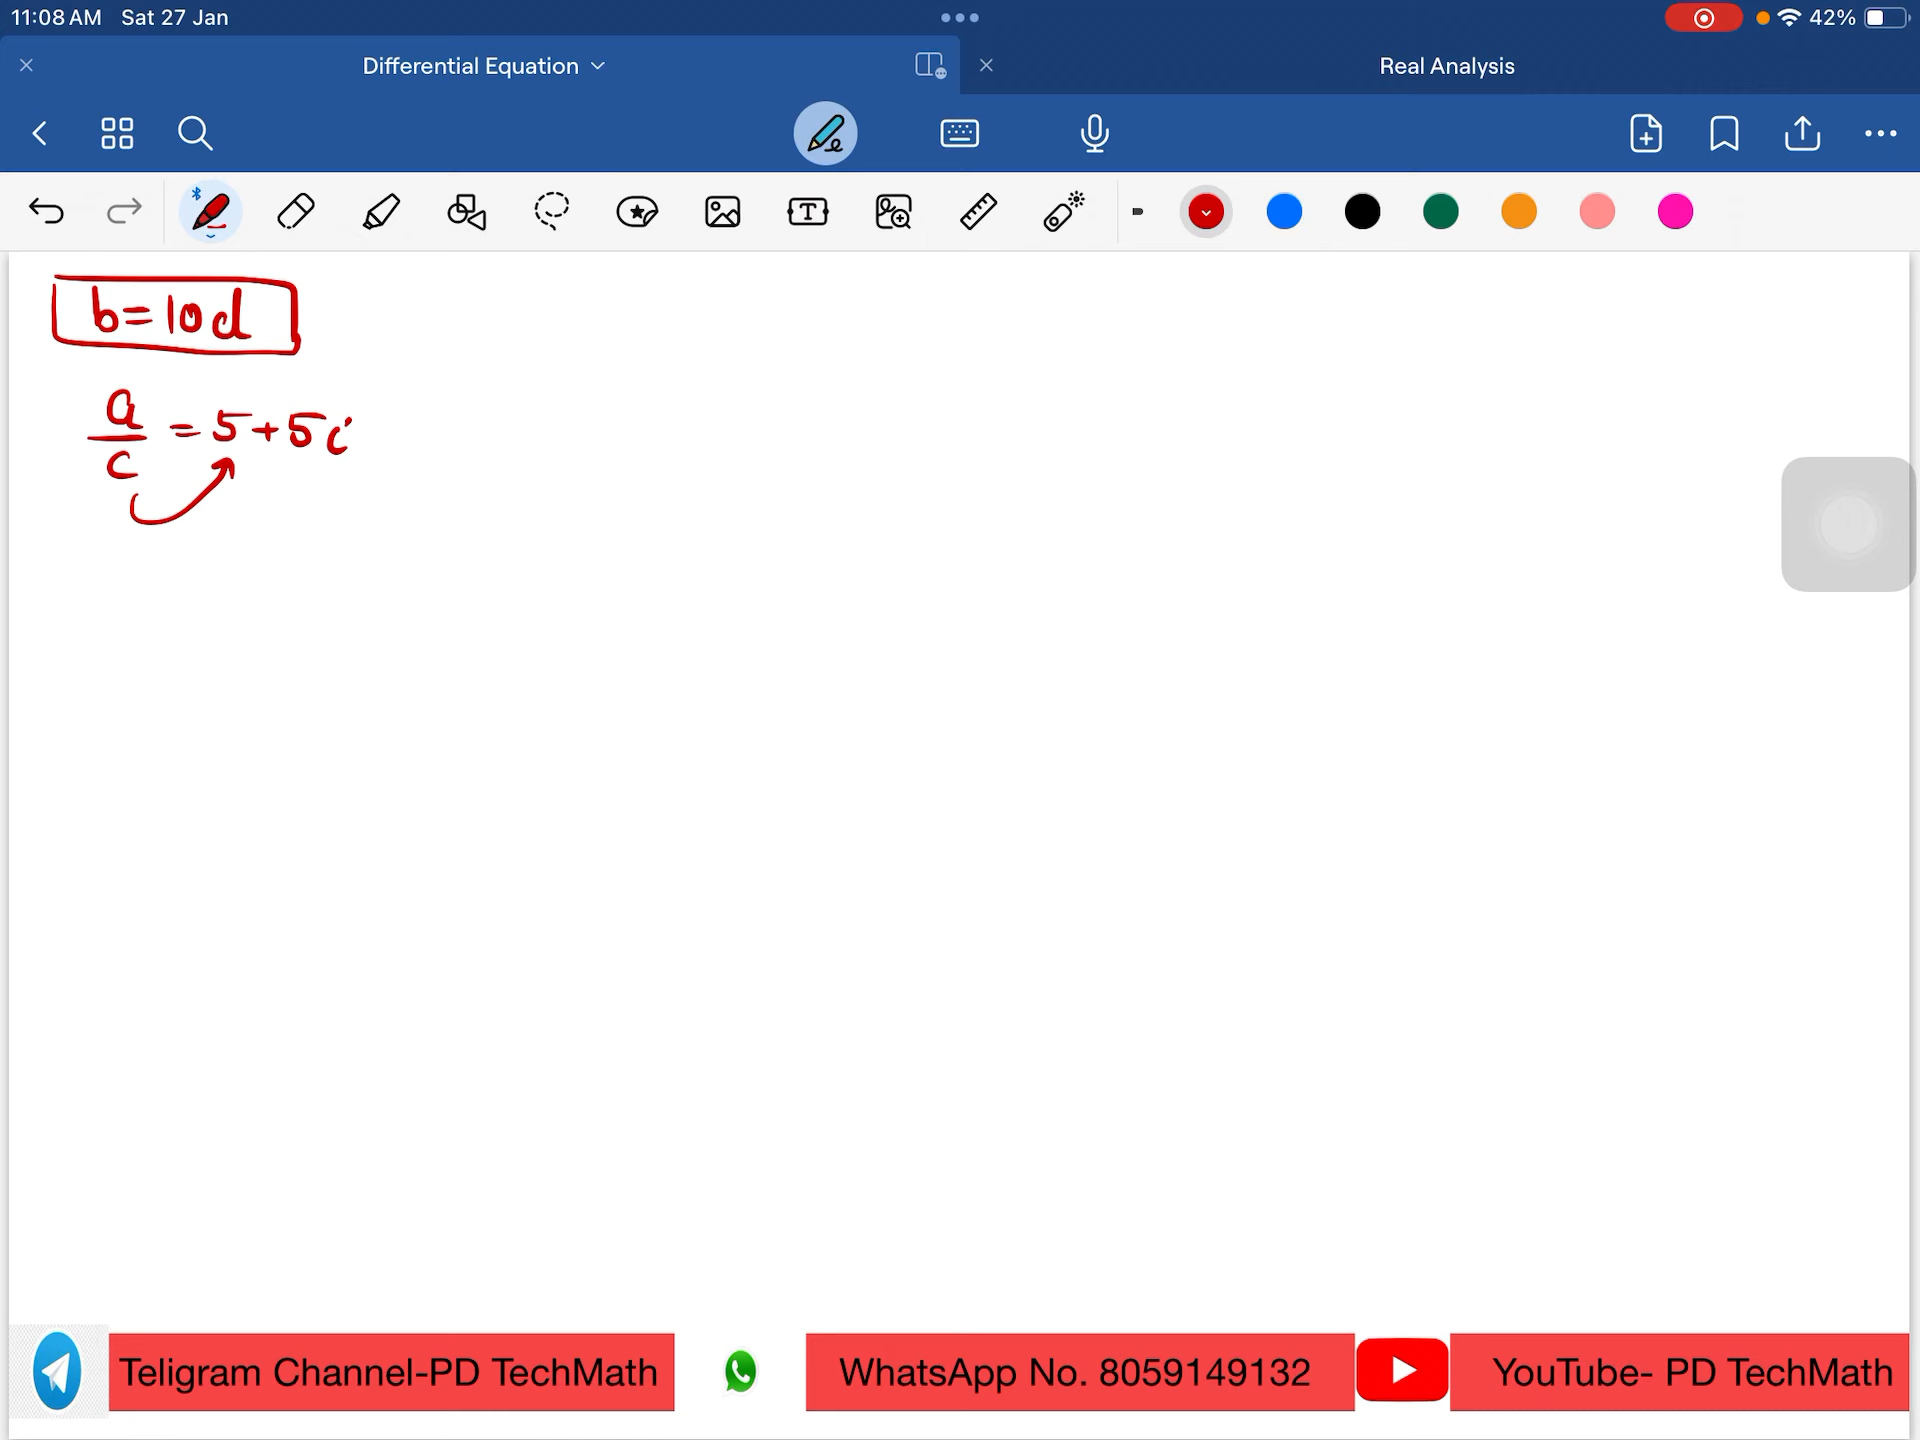 11:08 AM Sat 27 Jan 42%
Differential Equation Real Analysis
b=10d
a/c = 5+5i
Teligram Channel-PD TechMath WhatsApp No. 8059149132 YouTube- PD TechMath